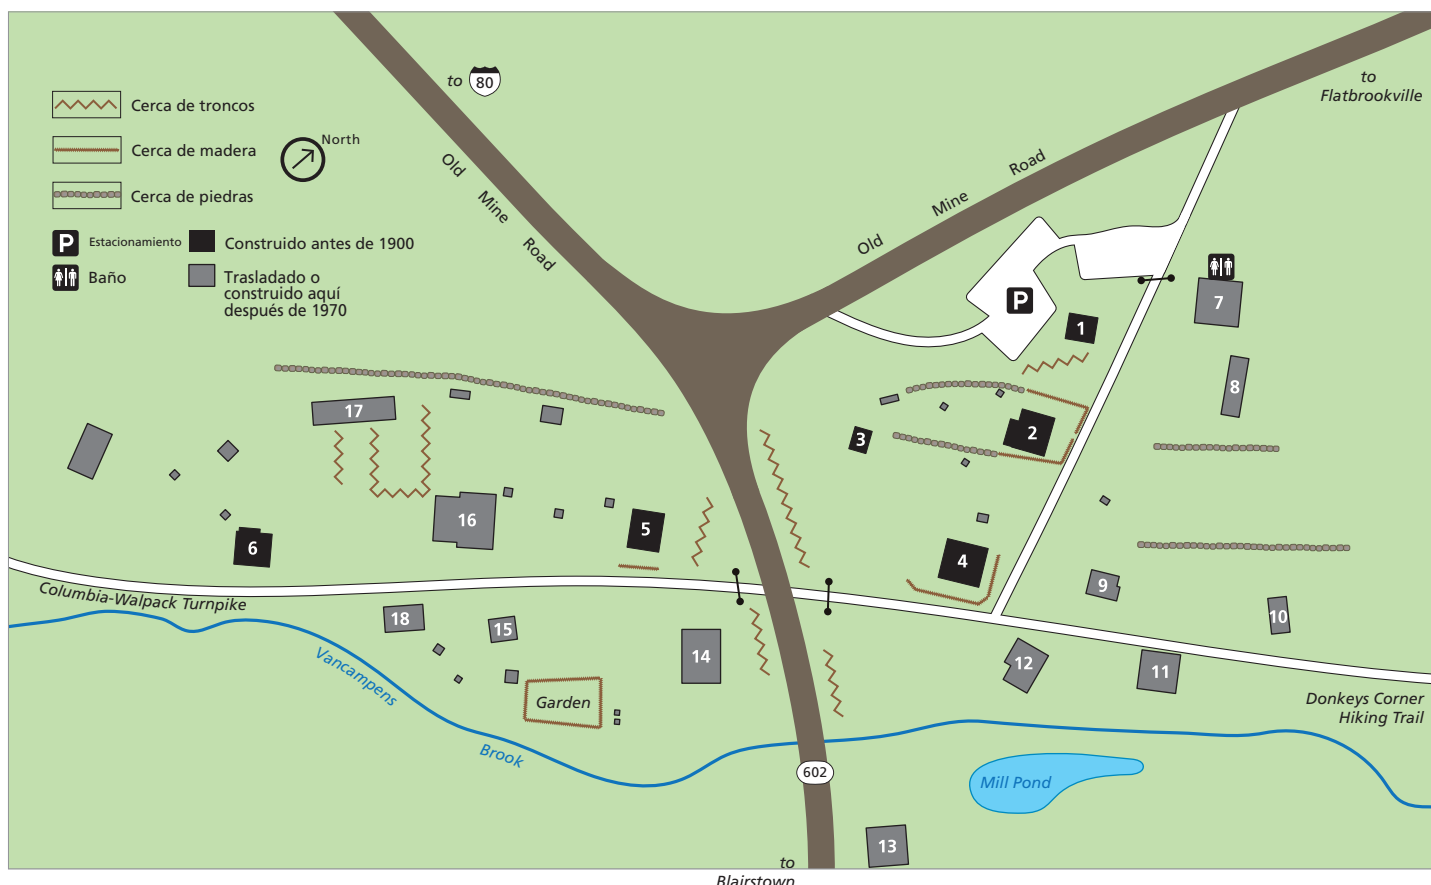 to 80
to
Flatbrookville
Cerca de troncos
North
Cerca de madera
Old Mine Road
Old Mine Road
Cerca de piedras
P Estacionamiento
Construido antes de 1900
Baño
Trasladado o
construido aquí
después de 1970
P
7
1
8
17
2
3
16
5
6
4
9
Columbia-Walpack Turnpike
18
15
10
14
12
11
Vancampens
Brook
Garden
Donkeys Corner
Hiking Trail
602
Mill Pond
13
to
Blairstown